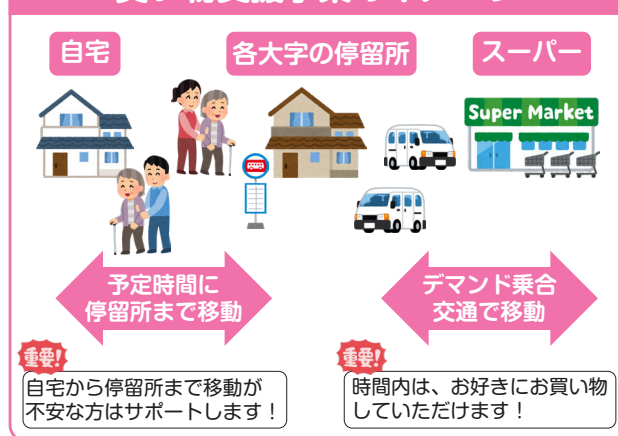 自宅
各大字の停留所
スーパー
Super Market
予定時間に
停留所まで移動
デマンド乗合
交通で移動
重要!
自宅から停留所まで移動が
不安な方はサポートします！
重要!
時間内は、お好きにお買い物
していただけます！